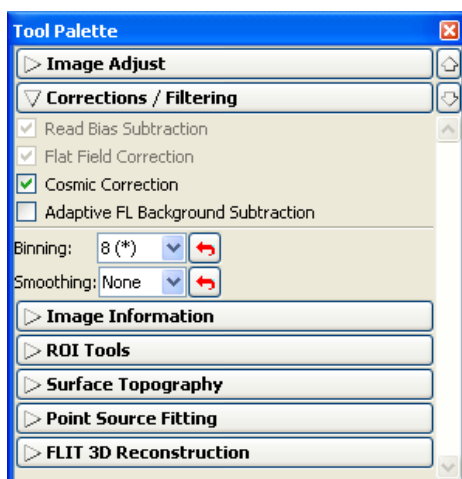 Tool Palette
Image Adjust
Corrections / Filtering
Read Bias Subtraction
Flat Field Correction
Cosmic Correction
Adaptive FL Background Subtraction
Binning: 8 (*)
Smoothing: None
Image Information
ROI Tools
Surface Topography
Point Source Fitting
FLIT 3D Reconstruction